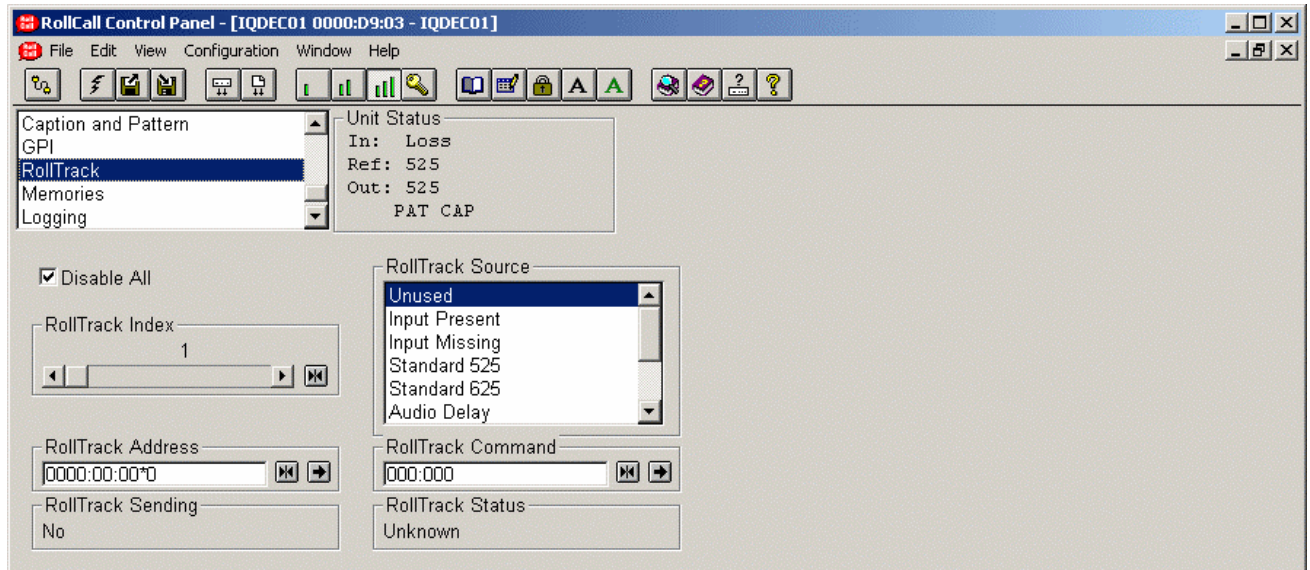 RollCall Control Panel - [IQDEC01 0000:D9:03 - IQDEC01]
File Edit View Configuration Window Help
Caption and Pattern
GPI
RollTrack
Memories
Logging
Unit Status
In: Loss
Ref: 525
Out: 525
PAT CAP
Disable All
RollTrack Index
1
RollTrack Source
Unused
Input Present
Input Missing
Standard 525
Standard 625
Audio Delay
RollTrack Address
0000:00:00*0
RollTrack Command
000:000
RollTrack Sending
No
RollTrack Status
Unknown